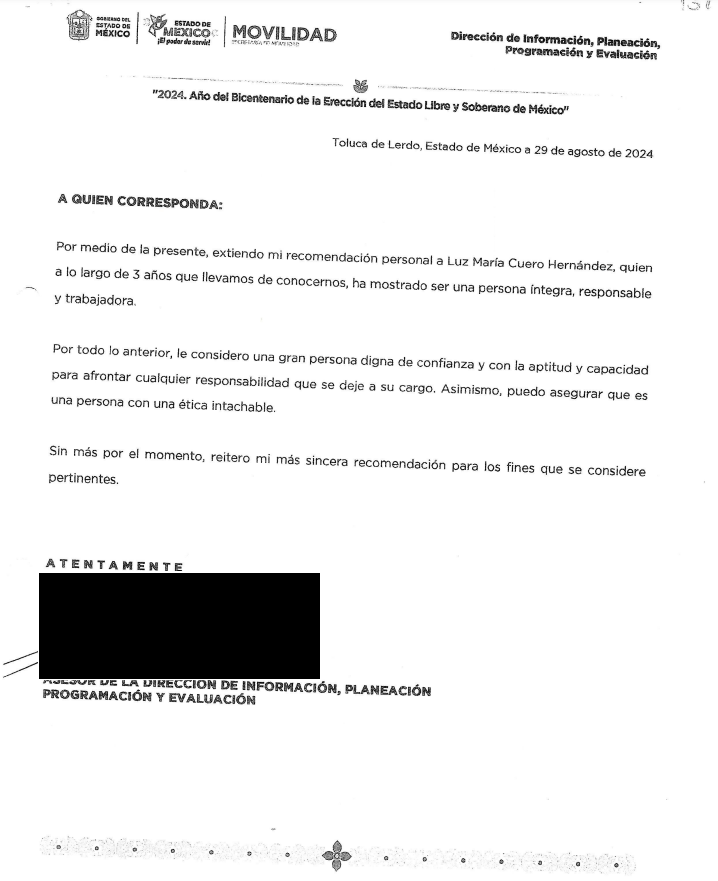 GOBIERNO DEL
ESTADO DE
MÉXICO
ESTADO DE
MÉXICO
¡El poder de servir!
MOVILIDAD
SECRETARÍA DE MOVILIDAD
Dirección de Información, Planeación,
Programación y Evaluación
"2024. Año del Bicentenario de la Erección del Estado Libre y Soberano de México"
Toluca de Lerdo, Estado de México a 29 de agosto de 2024
A QUIEN CORRESPONDA:
Por medio de la presente, extiendo mi recomendación personal a Luz María Cuero Hernández, quien
a lo largo de 3 años que llevamos de conocernos, ha mostrado ser una persona íntegra, responsable
y trabajadora.
Por todo lo anterior, le considero una gran persona digna de confianza y con la aptitud y capacidad
para afrontar cualquier responsabilidad que se deje a su cargo. Asimismo, puedo asegurar que es
una persona con una ética intachable.
Sin más por el momento, reitero mi más sincera recomendación para los fines que se considere
pertinentes.
ATENTAMENTE
ASESOR DE LA DIRECCIÓN DE INFORMACIÓN, PLANEACIÓN
PROGRAMACIÓN Y EVALUACIÓN